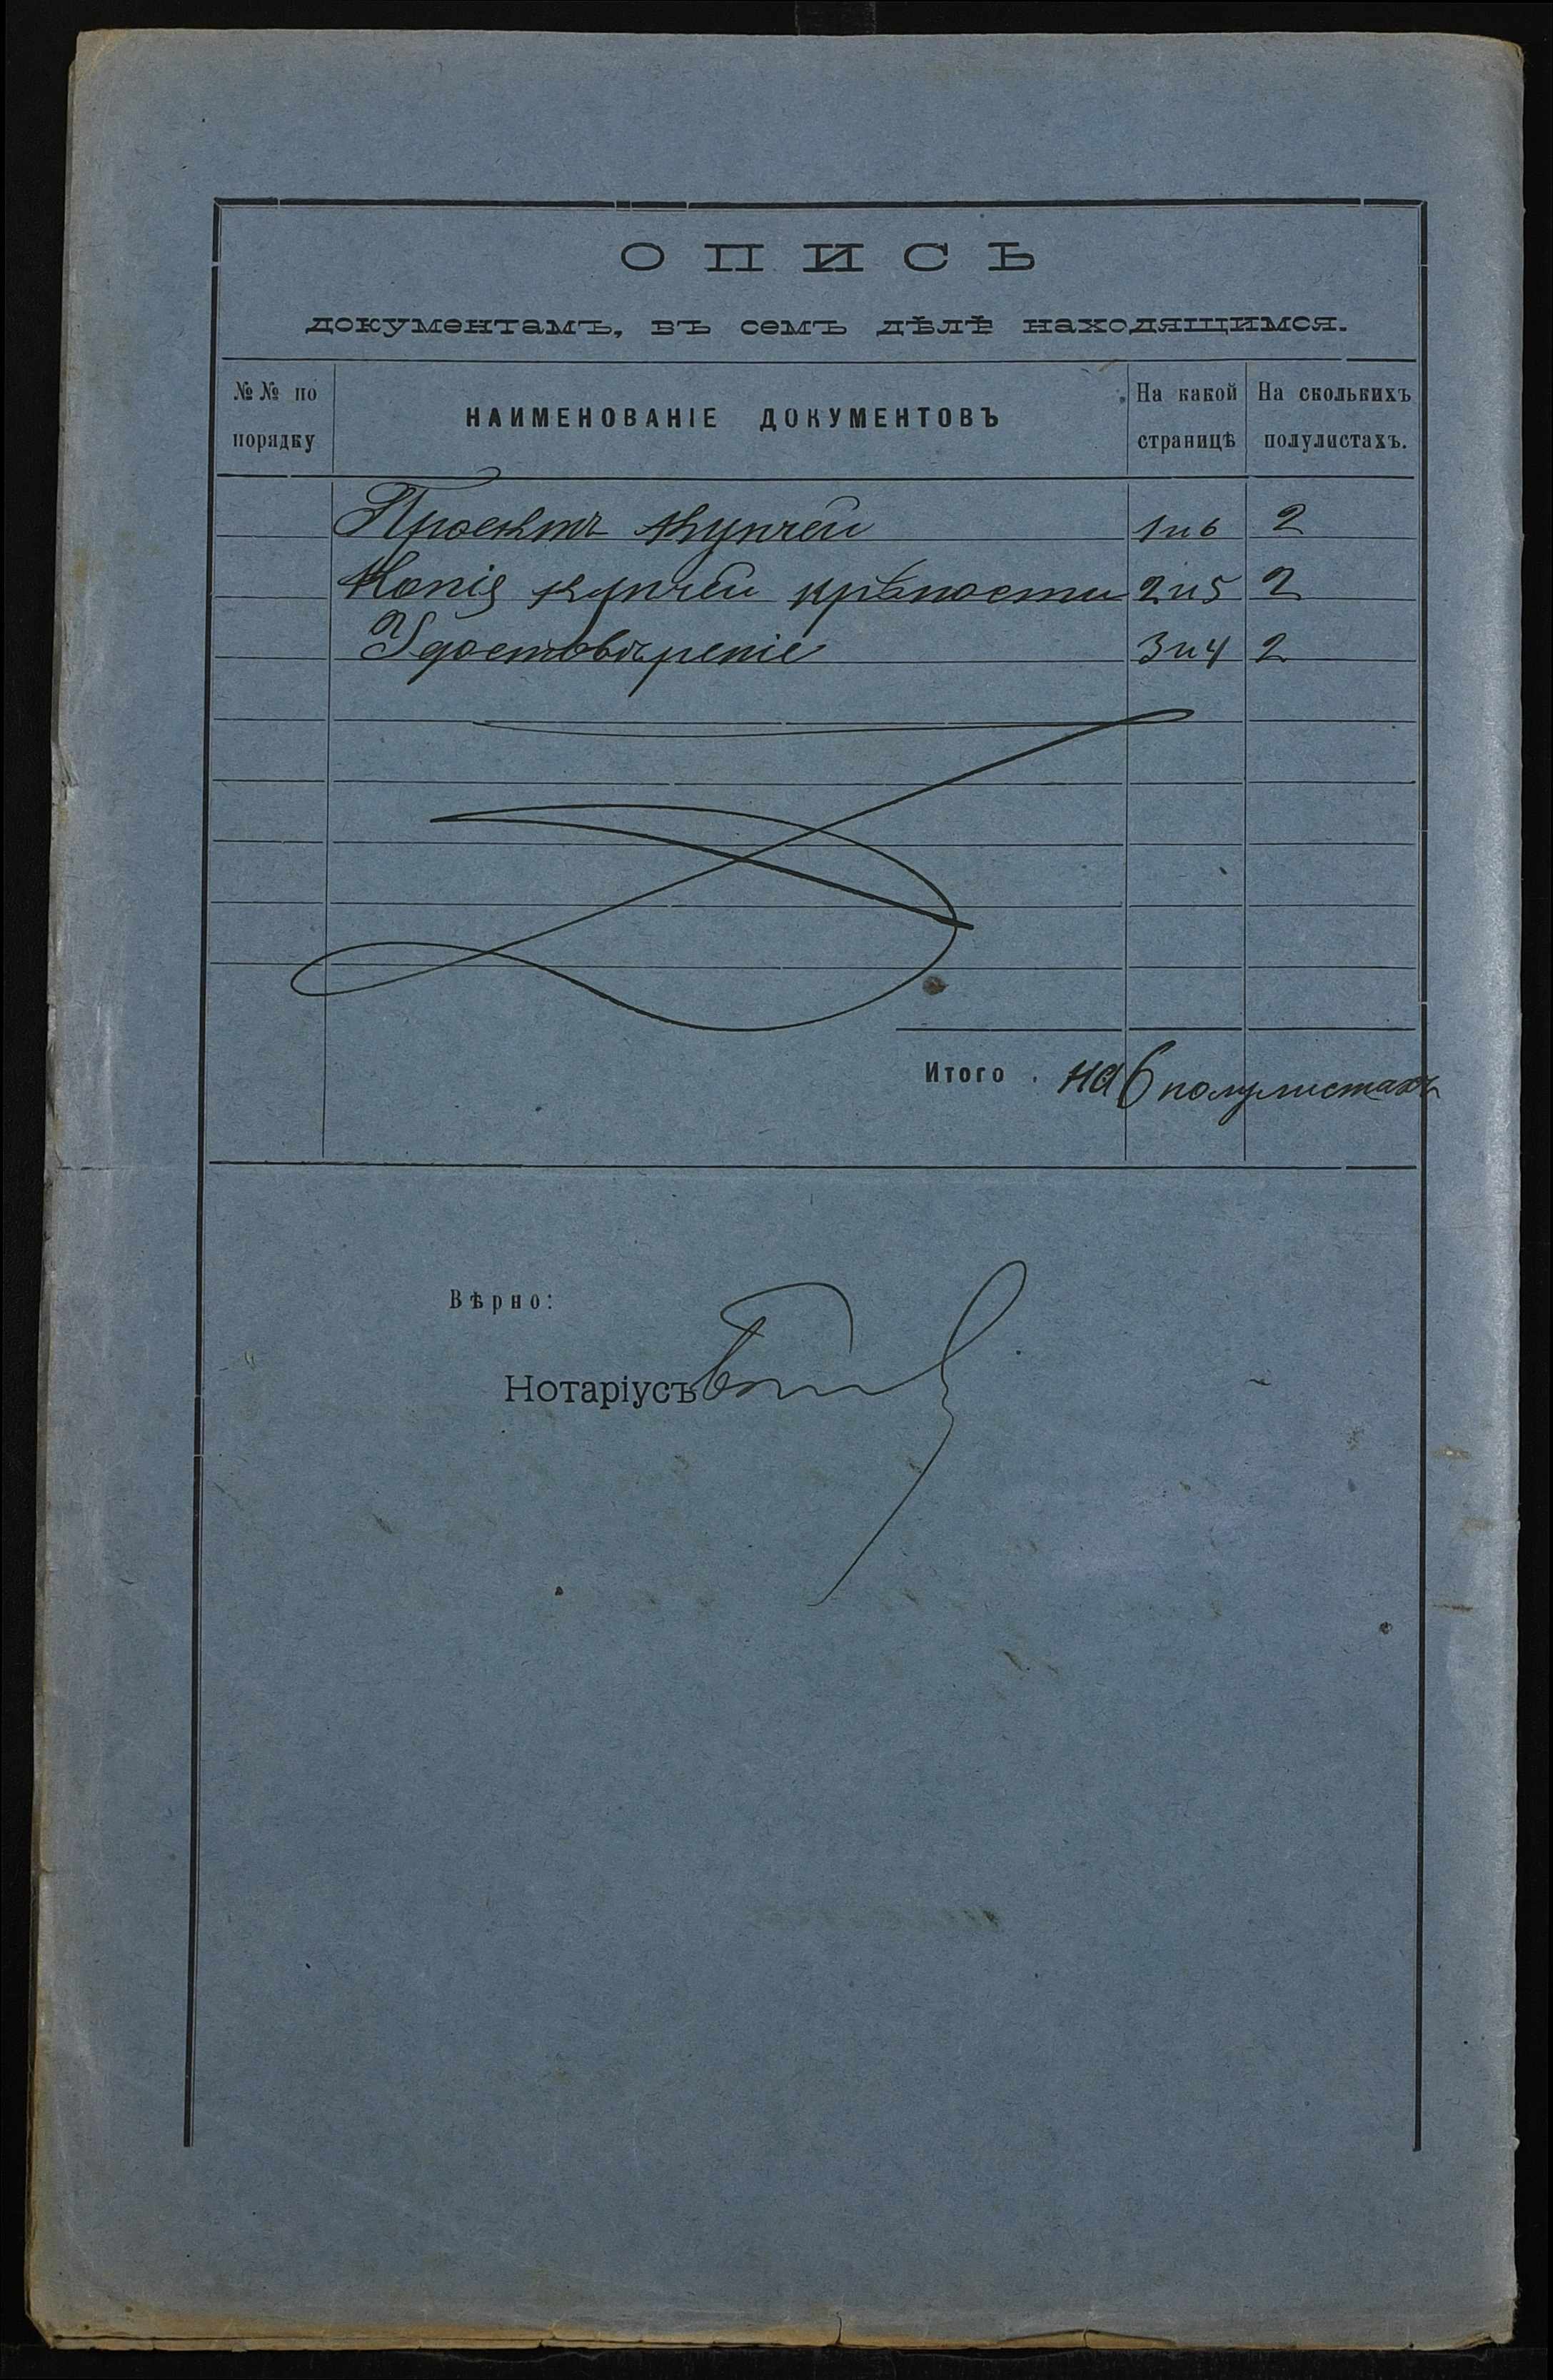 ОПИСЬ
документамъ, въ семъ дѣлѣ находящимся.
№№ по порядку
НАИМЕНОВАНІЕ ДОКУМЕНТОВЪ
На какой страницѣ
На сколькихъ полулистахъ.
Проектъ купчей 1 и 6 2
Копія купчей крѣпости 2 и 5 2
Удостовѣреніе 3 и 4 2
Итого . на 6 полулистахъ
Вѣрно:
Нотаріусъ